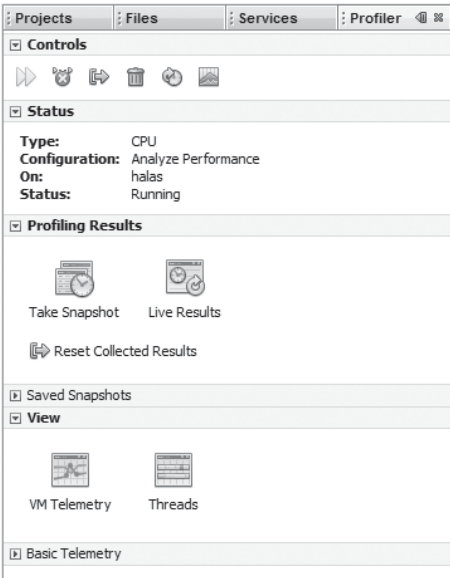 Projects Files Services Profiler
Controls
Status
Type: CPU
Configuration: Analyze Performance
On: halas
Status: Running
Profiling Results
Take Snapshot Live Results
Reset Collected Results
Saved Snapshots
View
VM Telemetry Threads
Basic Telemetry